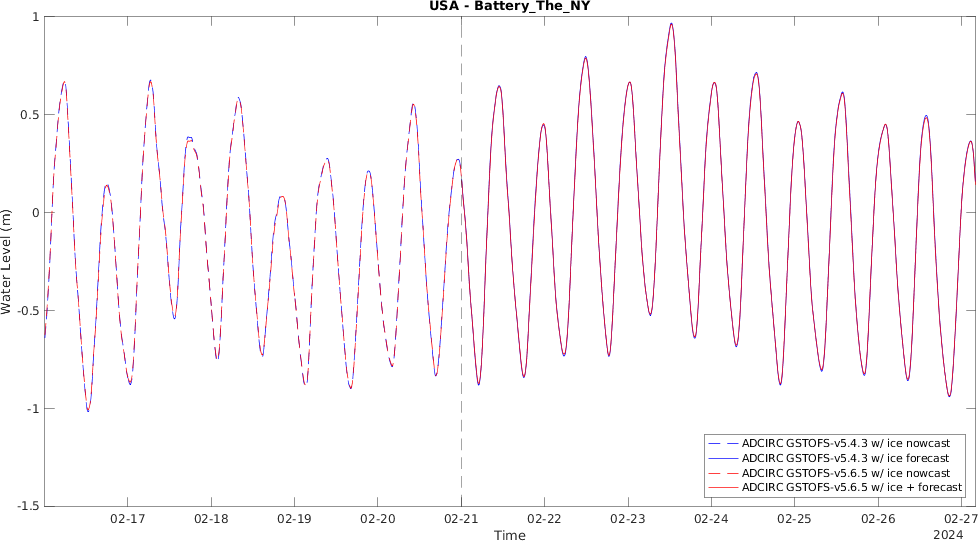 USA - Battery_The_NY
1
0.5
0
-0.5
-1
-1.5
Water Level (m)
02-17 02-18 02-19 02-20 02-21 02-22 02-23 02-24 02-25 02-26 02-27
Time
2024
ADCIRC GSTOFS-v5.4.3 w/ ice nowcast
ADCIRC GSTOFS-v5.4.3 w/ ice forecast
ADCIRC GSTOFS-v5.6.5 w/ ice nowcast
ADCIRC GSTOFS-v5.6.5 w/ ice + forecast